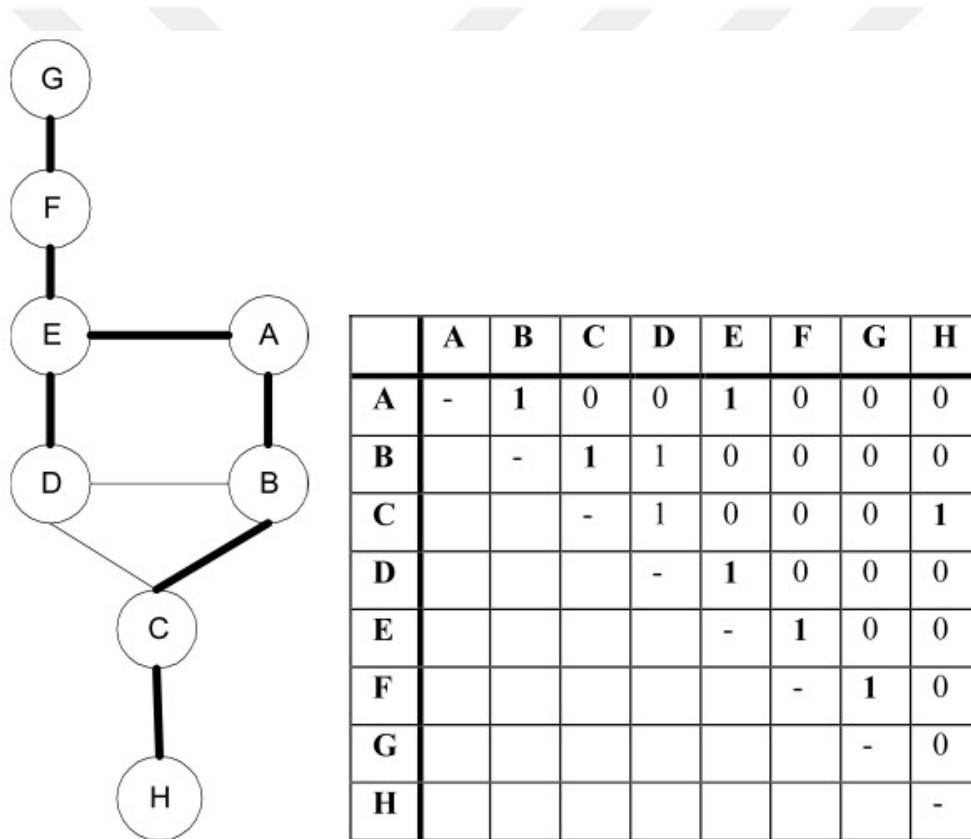 G
F
E A
D B
C
H
A B C D E F G H
A - 1 0 0 1 0 0 0
B - 1 1 0 0 0 0
C - 1 0 0 0 1
D - 1 0 0 0
E - 1 0 0
F - 1 0
G - 0
H -